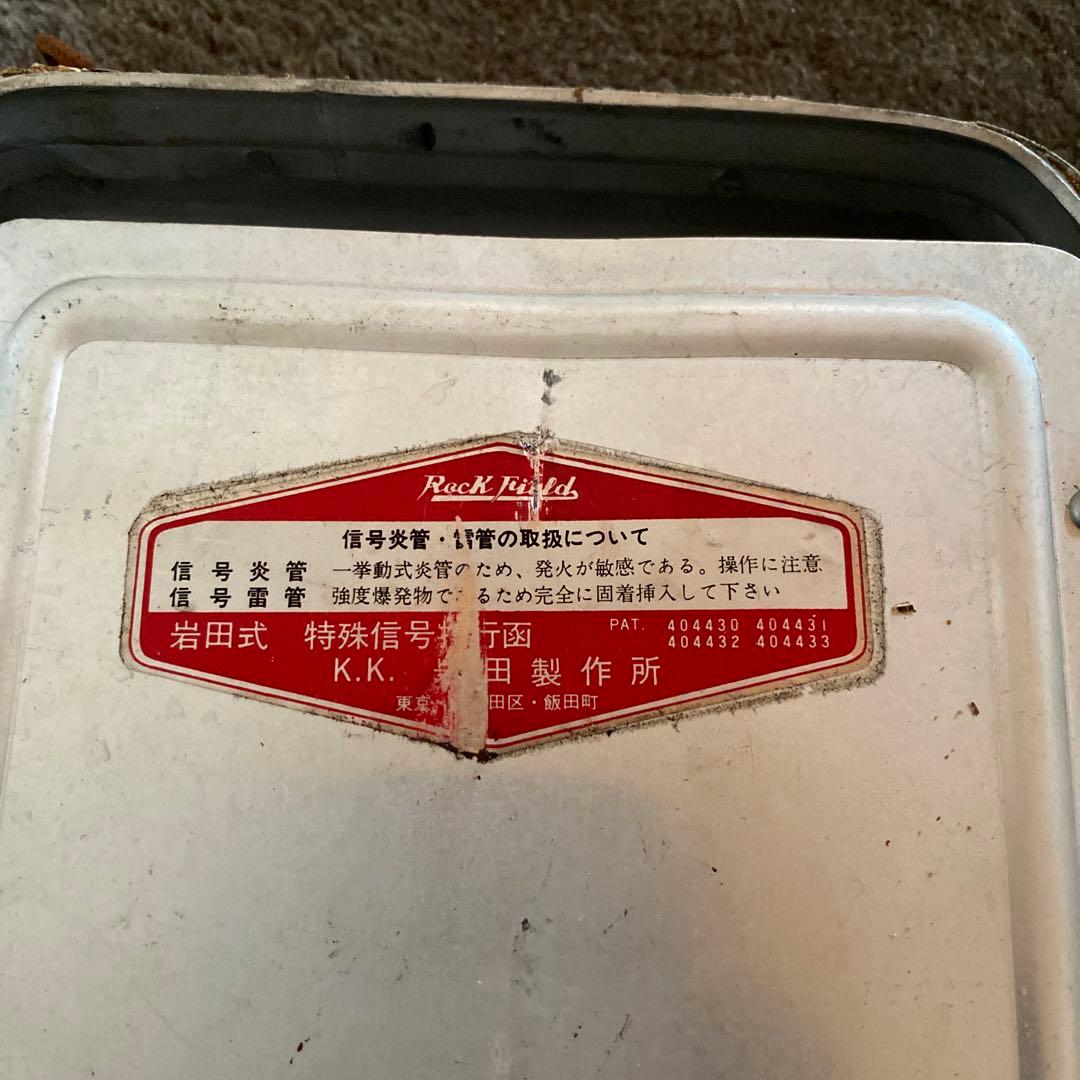 Rock Field
信号炎管・雷管の取扱について
信号炎管 一挙動式炎管のため、発火が敏感である。操作に注意
信号雷管 強度爆発物であるため完全に固着挿入して下さい
岩田式 特殊信号 行函 PAT. 404430 404431
404432 404433
K.K. 田製作所
東京 田区・飯田町